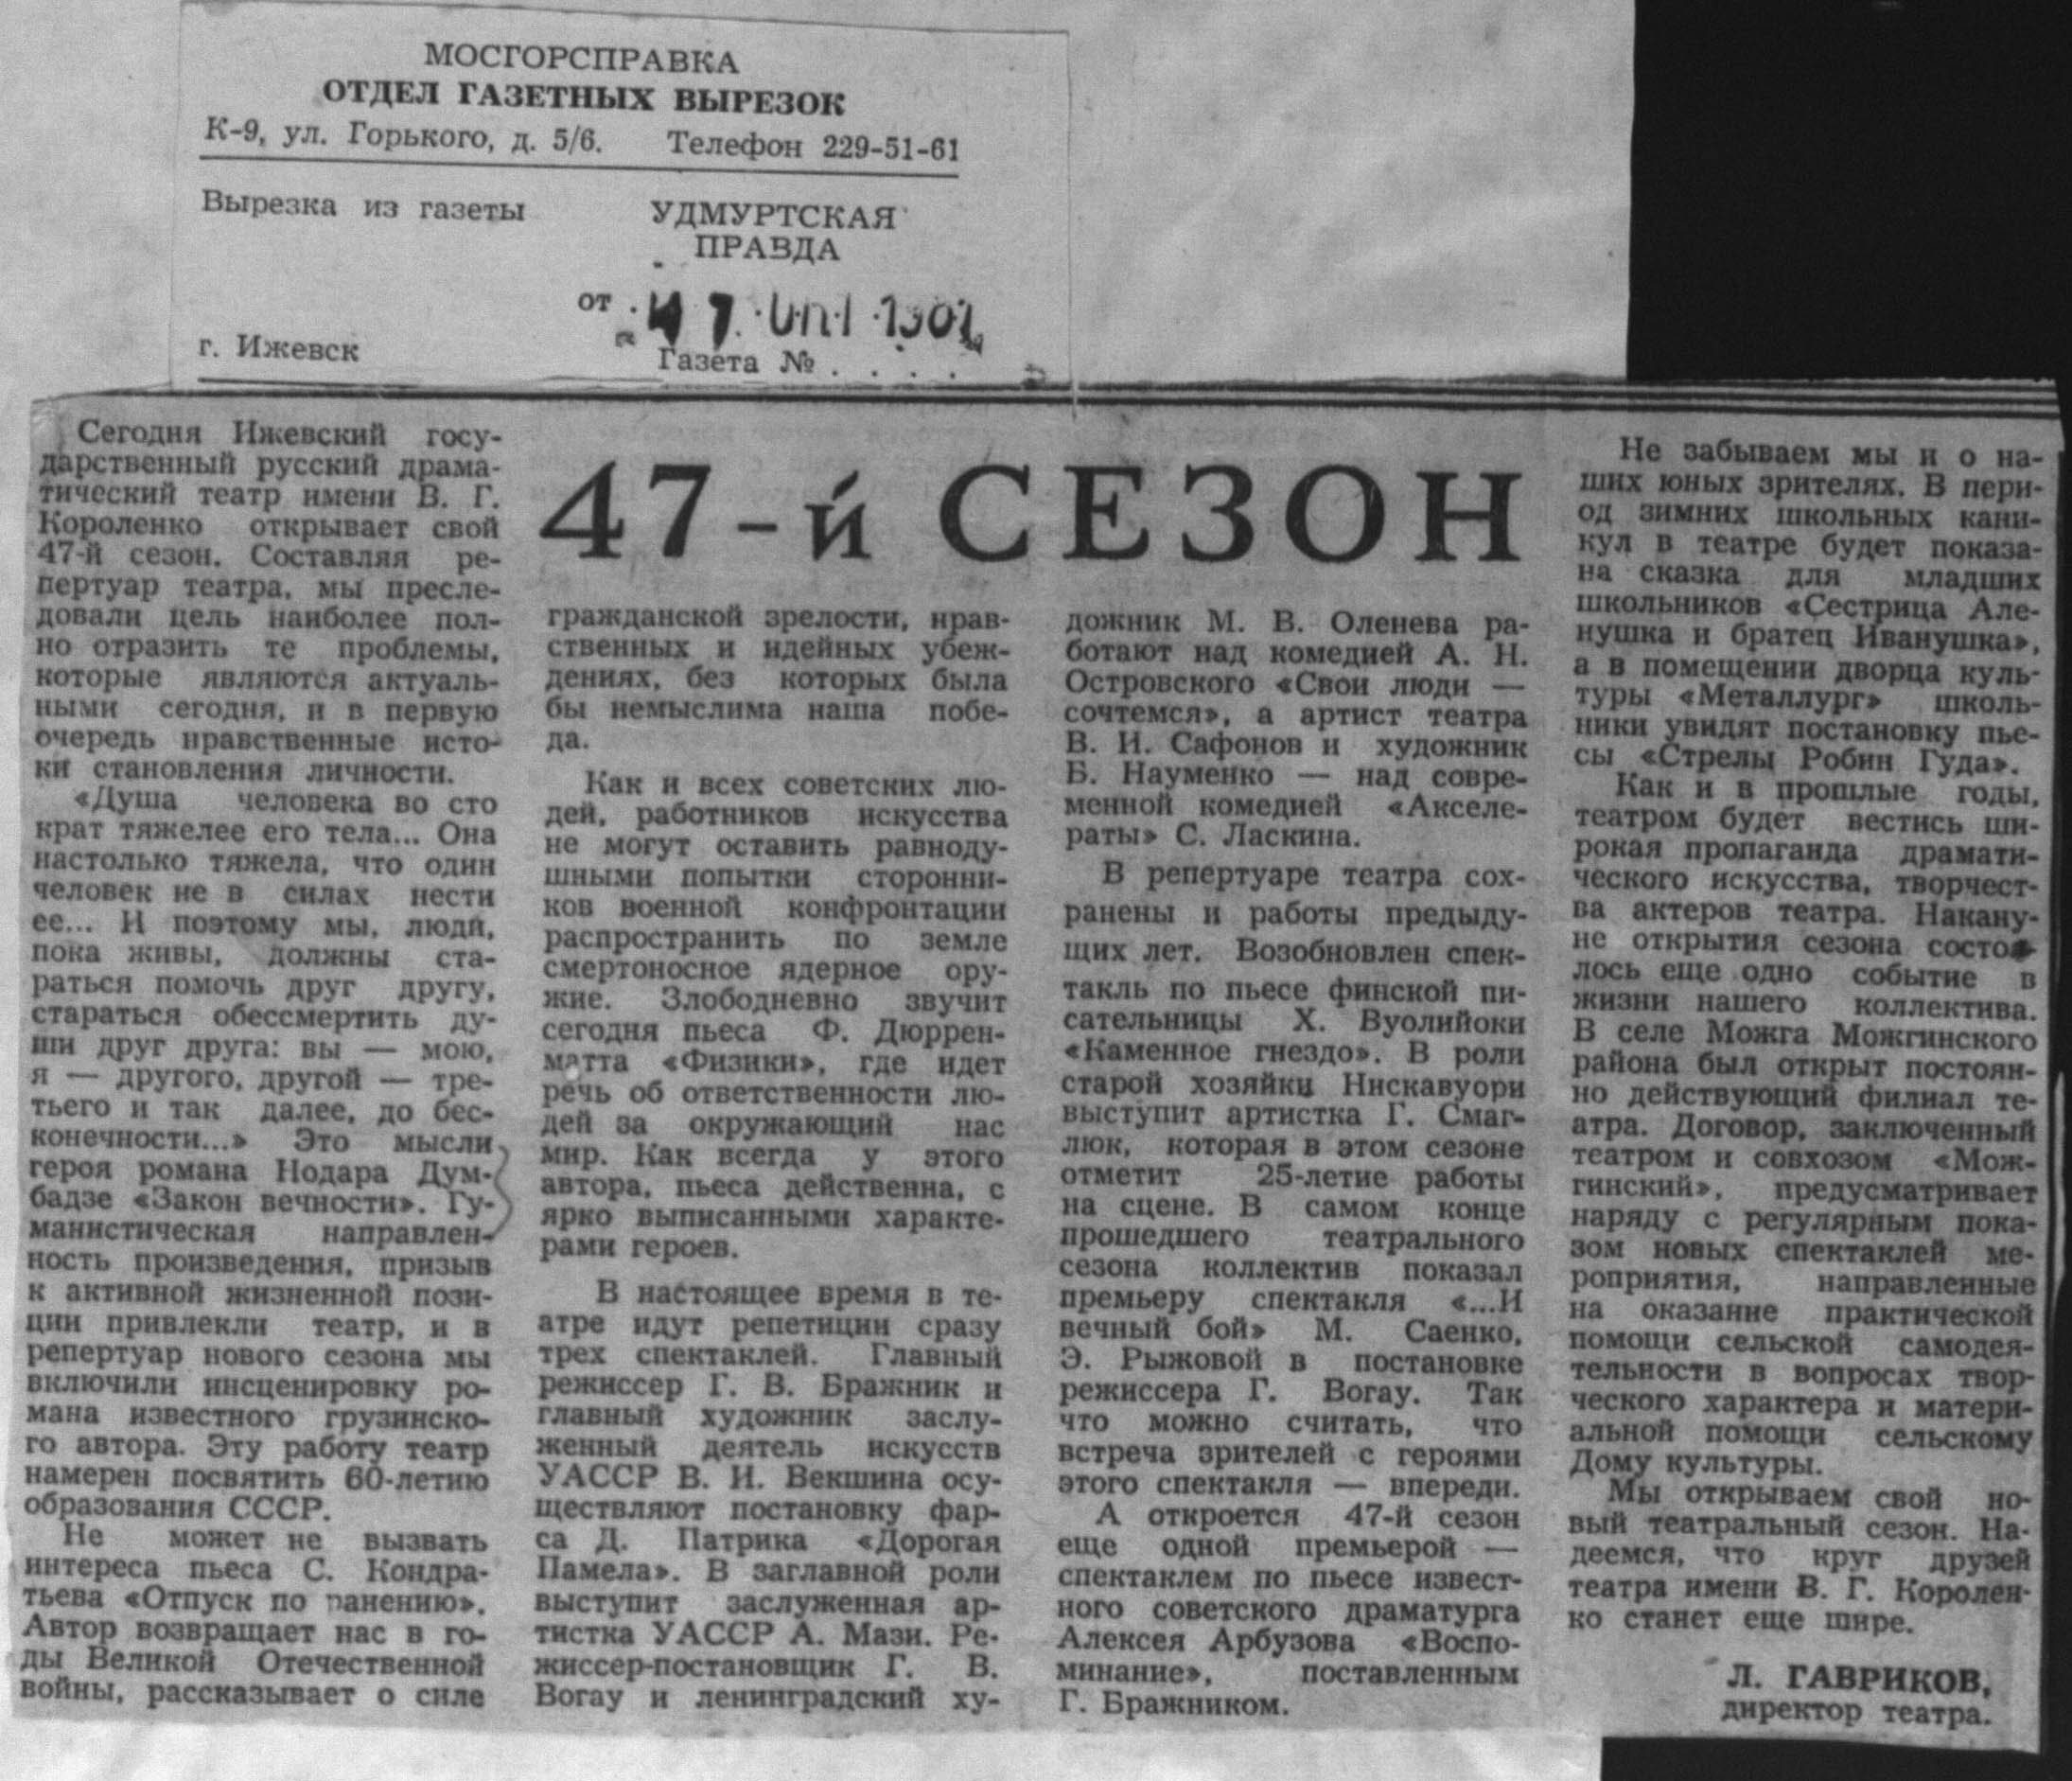 МОСГОРСПРАВКА
ОТДЕЛ ГАЗЕТНЫХ ВЫРЕЗОК
К-9, ул. Горького, д. 5/6. Телефон 229-51-61
Вырезка из газеты
УДМУРТСКАЯ
ПРАВДА
от
г. Ижевск
Газета № . . . .
47-й СЕЗОН
Сегодня Ижевский госу-
дарственный русский драма-
тический театр имени В. Г.
Короленко открывает свой
47-й сезон. Составляя ре-
пертуар театра, мы пресле-
довали цель наиболее пол-
но отразить те проблемы,
которые являются актуаль-
ными сегодня, и в первую
очередь нравственные исто-
ки становления личности.
«Душа человека во сто
крат тяжелее его тела... Она
настолько тяжела, что один
человек не в силах нести
ее... И поэтому мы, люди,
пока живы, должны ста-
раться помочь друг другу,
стараться обессмертить ду-
ши друг друга: вы — мою,
я — другого, другой — тре-
тьего и так далее, до бес-
конечности...» Это мысли
героя романа Нодара Дум-
бадзе «Закон вечности». Гу-
манистическая направлен-
ность произведения, призыв
к активной жизненной пози-
ции привлекли театр, и в
репертуар нового сезона мы
включили инсценировку ро-
мана известного грузинско-
го автора. Эту работу театр
намерен посвятить 60-летию
образования СССР.
Не может не вызвать
интереса пьеса С. Кондра-
тьева «Отпуск по ранению».
Автор возвращает нас в го-
ды Великой Отечественной
войны, рассказывает о силе
гражданской зрелости, нрав-
ственных и идейных убеж-
дениях, без которых была
бы немыслима наша побе-
да.
Как и всех советских лю-
дей, работников искусства
не могут оставить равноду-
шными попытки сторонни-
ков военной конфронтации
распространить по земле
смертоносное ядерное ору-
жие. Злободневно звучит
сегодня пьеса Ф. Дюррен-
матта «Физики», где идет
речь об ответственности лю-
дей за окружающий нас
мир. Как всегда у этого
автора, пьеса действенна, с
ярко выписанными характе-
рами героев.
В настоящее время в те-
атре идут репетиции сразу
трех спектаклей. Главный
режиссер Г. В. Бражник и
главный художник заслу-
женный деятель искусств
УАССР В. И. Векшина осу-
ществляют постановку фар-
са Д. Патрика «Дорогая
Памела». В заглавной роли
выступит заслуженная ар-
тистка УАССР А. Мази. Ре-
жиссер-постановщик Г. В.
Вогау и ленинградский ху-
дожник М. В. Оленева ра-
ботают над комедией А. Н.
Островского «Свои люди —
сочтемся», а артист театра
В. И. Сафонов и художник
Б. Науменко — над совре-
менной комедией «Акселе-
раты» С. Ласкина.
В репертуаре театра сох-
ранены и работы предыду-
щих лет. Возобновлен спек-
такль по пьесе финской пи-
сательницы Х. Вуолийоки
«Каменное гнездо». В роли
старой хозяйки Нискавуори
выступит артистка Г. Смаг-
люк, которая в этом сезоне
отметит 25-летие работы
на сцене. В самом конце
прошедшего театрального
сезона коллектив показал
премьеру спектакля «...И
вечный бой» М. Саенко,
Э. Рыжовой в постановке
режиссера Г. Вогау. Так
что можно считать, что
встреча зрителей с героями
этого спектакля — впереди.
А откроется 47-й сезон
еще одной премьерой —
спектаклем по пьесе извест-
ного советского драматурга
Алексея Арбузова «Воспо-
минание», поставленным
Г. Бражником.
Не забываем мы и о на-
ших юных зрителях. В пери-
од зимних школьных кани-
кул в театре будет показа-
на сказка для младших
школьников «Сестрица Але-
нушка и братец Иванушка»,
а в помещении дворца куль-
туры «Металлург» школь-
ники увидят постановку пье-
сы «Стрелы Робин Гуда».
Как и в прошлые годы,
театром будет вестись ши-
рокая пропаганда драмати-
ческого искусства, творчест-
ва актеров театра. Накану-
не открытия сезона состоя-
лось еще одно событие в
жизни нашего коллектива.
В селе Можга Можгинского
района был открыт постоян-
но действующий филиал те-
атра. Договор, заключенный
театром и совхозом «Мож-
гинский», предусматривает
наряду с регулярным пока-
зом новых спектаклей ме-
роприятия, направленные
на оказание практической
помощи сельской самодея-
тельности в вопросах твор-
ческого характера и матери-
альной помощи сельскому
Дому культуры.
Мы открываем свой но-
вый театральный сезон. На-
деемся, что круг друзей
театра имени В. Г. Королен-
ко станет еще шире.
Л. ГАВРИКОВ,
директор театра.